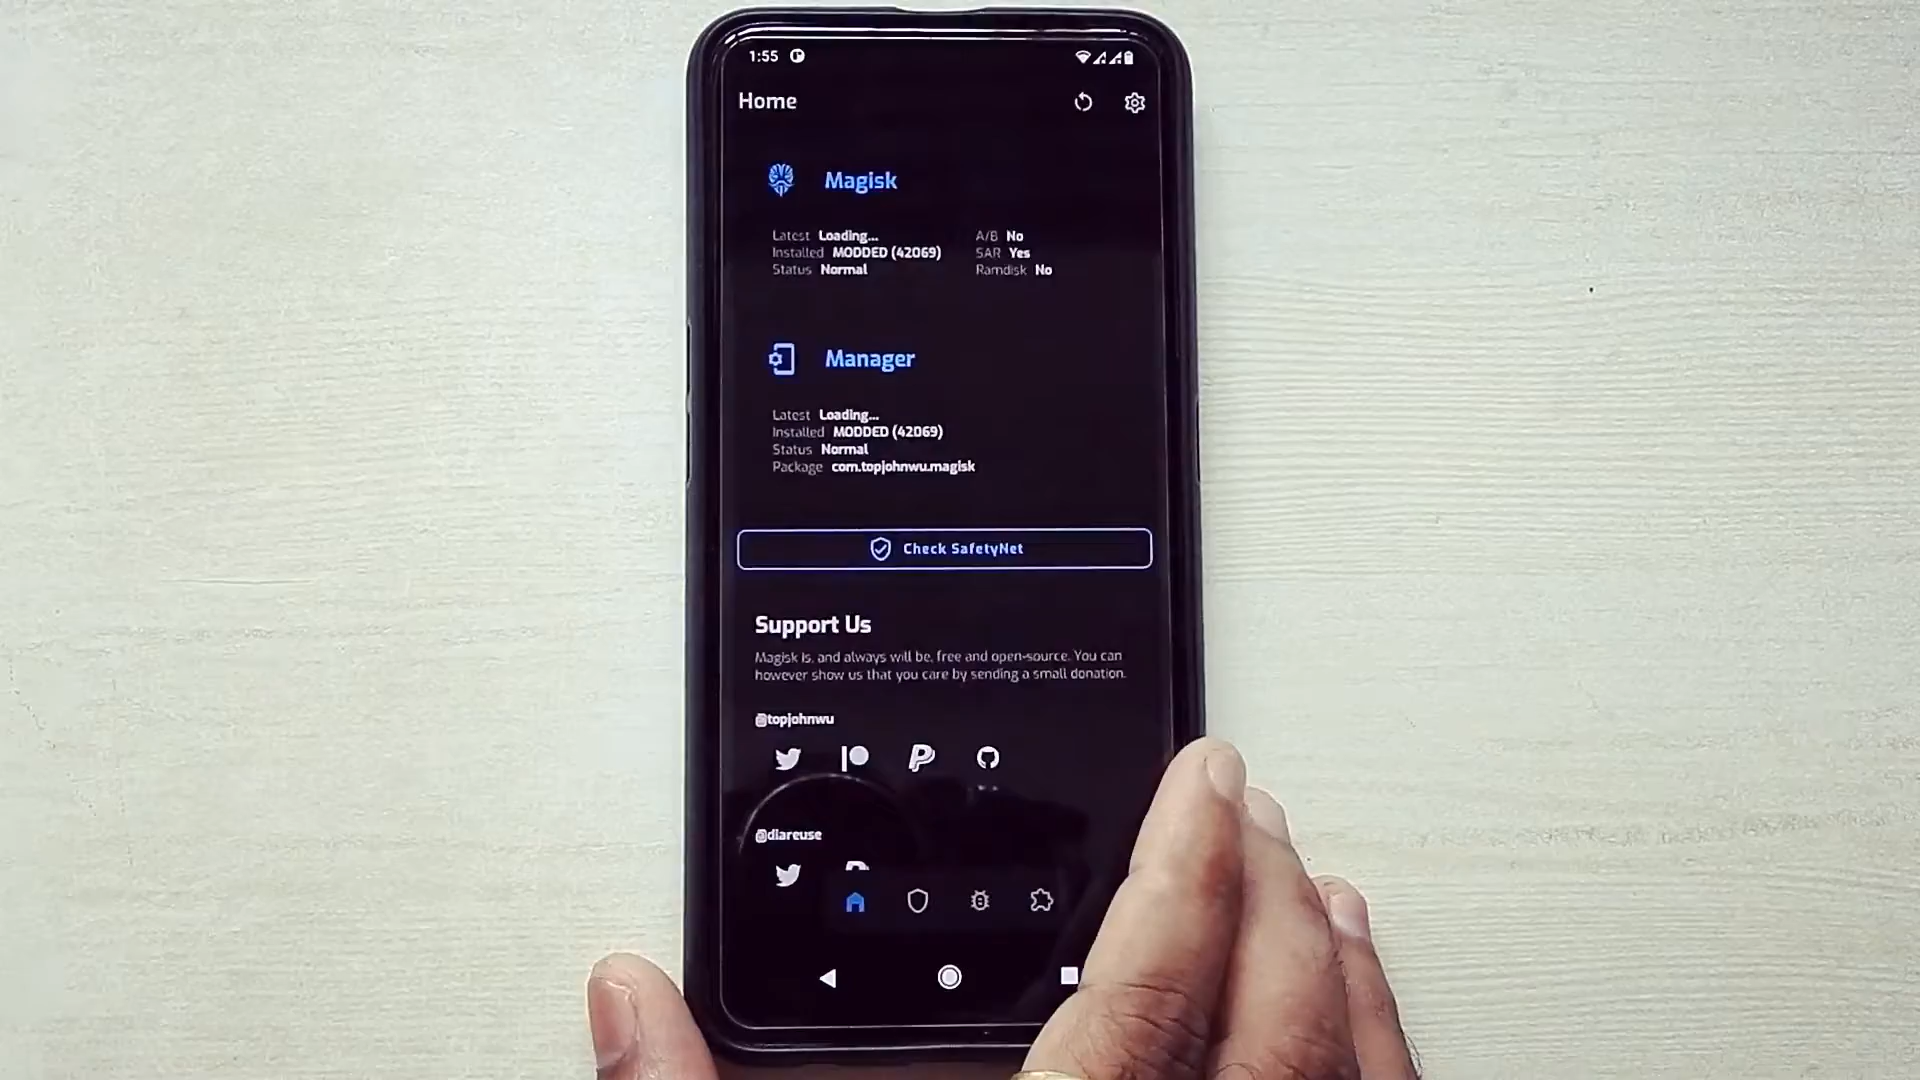 1:55
Home
Magisk
Latest Loading... A/B No
Installed MODDED (42069) SAR Yes
Status Normal Ramdisk No
Manager
Latest Loading...
Installed MODDED (42069)
Status Normal
Package com.topjohnwu.magisk
Check SafetyNet
Support Us
Magisk is, and always will be, free and open-source. You can
however show us that you care by sending a small donation.
@topjohnwu
@diareuse